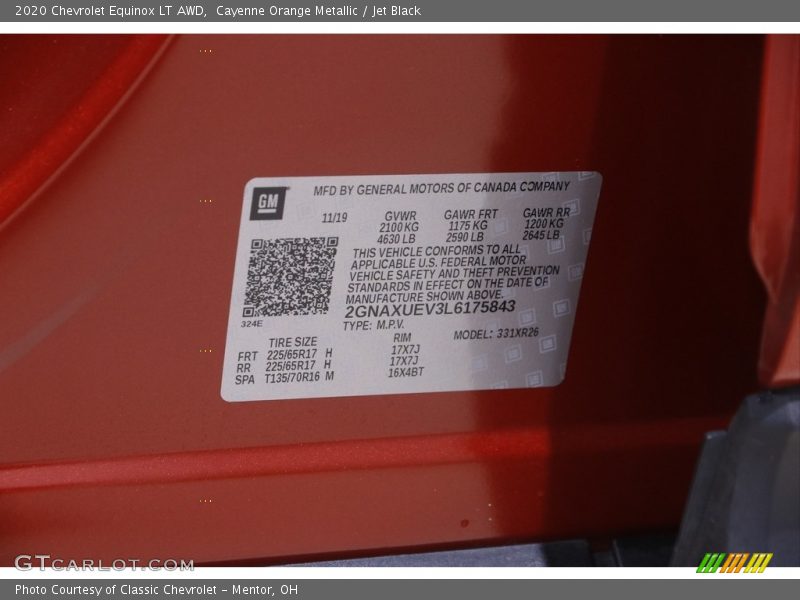 2020 Chevrolet Equinox LT AWD,  Cayenne Orange Metallic / Jet Black
GM
MFD BY GENERAL MOTORS OF CANADA COMPANY
11/19 GVWR GAWR FRT GAWR RR
2100 KG 1175 KG 1200 KG
4630 LB 2590 LB 2645 LB
THIS VEHICLE CONFORMS TO ALL
APPLICABLE U.S. FEDERAL MOTOR
VEHICLE SAFETY AND THEFT PREVENTION
STANDARDS IN EFFECT ON THE DATE OF
MANUFACTURE SHOWN ABOVE.
2GNAXUEV3L6175843
324E
TYPE: M.P.V. MODEL: 331XR26
TIRE SIZE RIM
FRT 225/65R17 H 17X7J
RR 225/65R17 H 17X7J
SPA T135/70R16 M 16X4BT
GTCARLOT.COM
Photo Courtesy of Classic Chevrolet - Mentor, OH